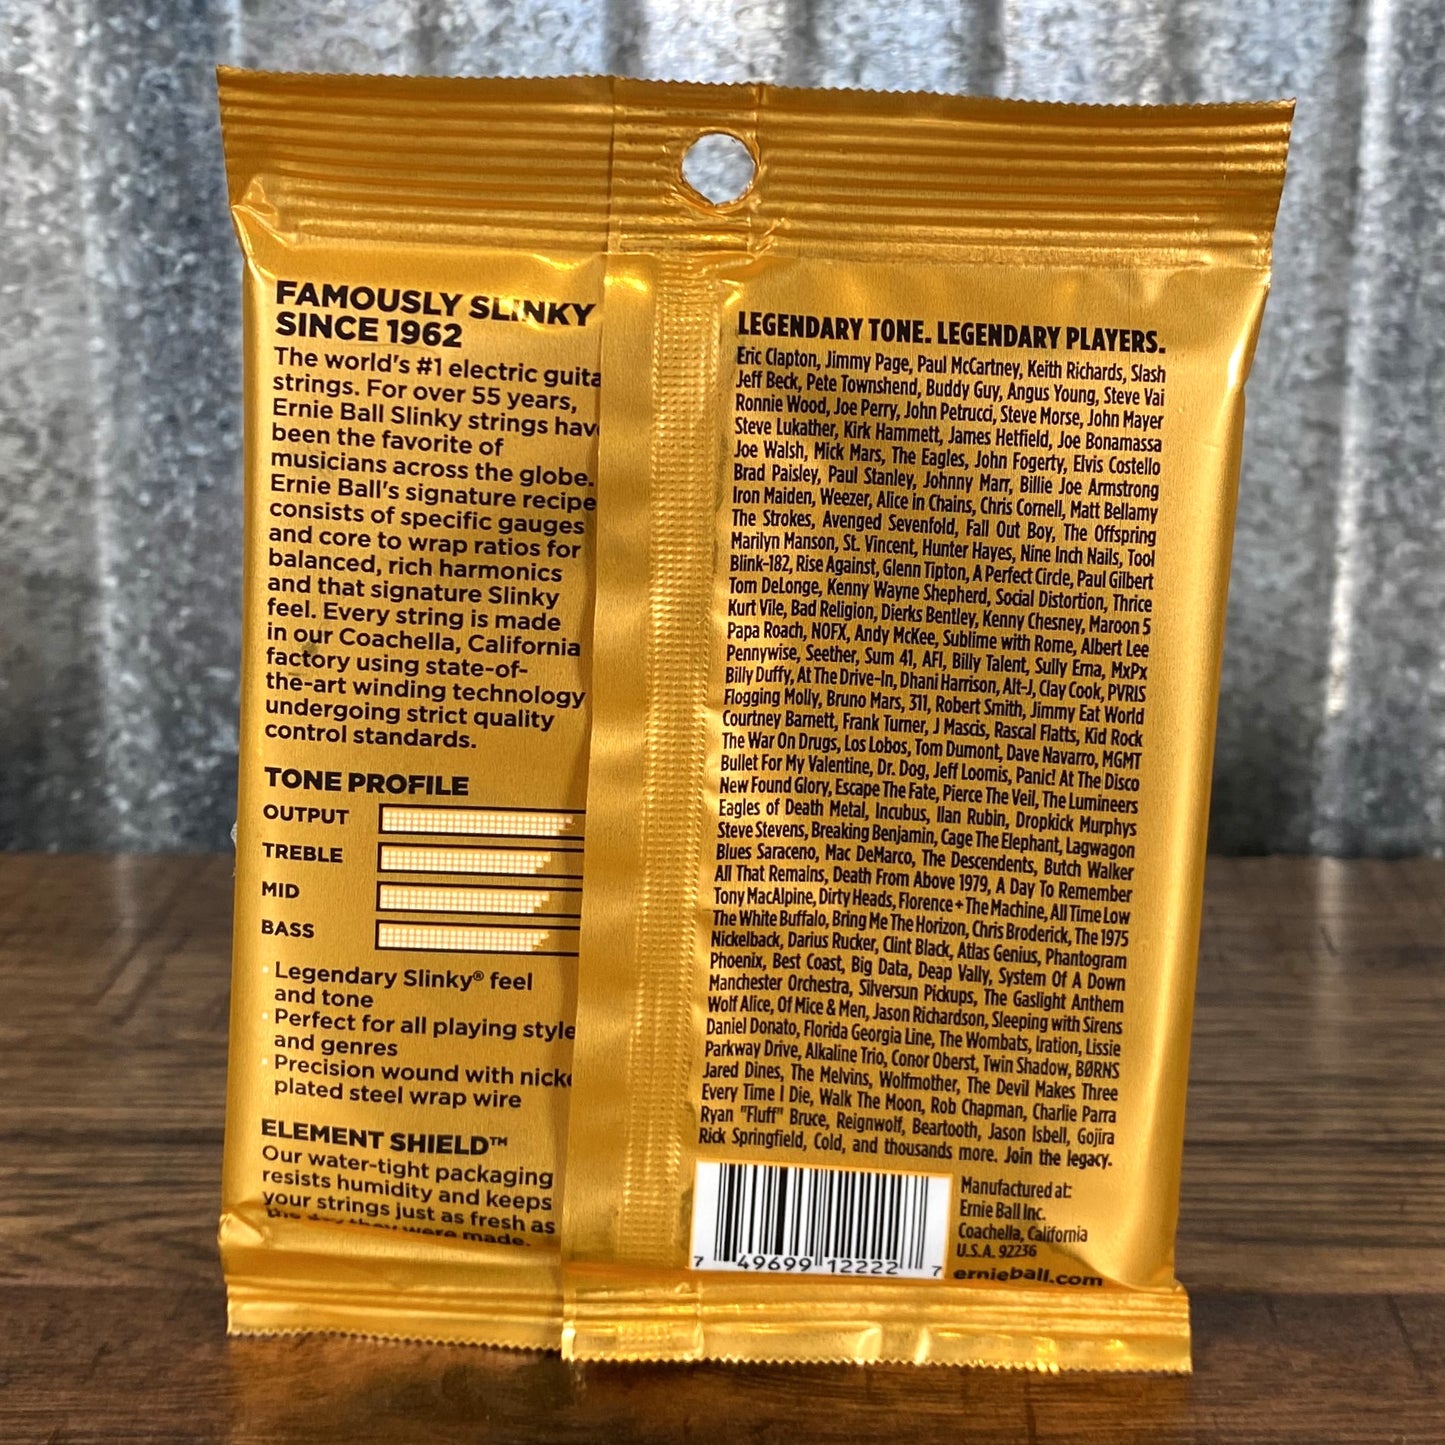 FAMOUSLY SLINKY
SINCE 1962
The world's #1 electric guita
strings. For over 55 years,
Ernie Ball Slinky strings have
been the favorite of
musicians across the globe.
Ernie Ball's signature recipe
consists of specific gauges
and core to wrap ratios for
balanced, rich harmonics
and that signature Slinky
feel. Every string is made
in our Coachella, California
factory using state-of-
the-art winding technology
undergoing strict quality
control standards.
TONE PROFILE
OUTPUT
TREBLE
MID
BASS
Legendary Slinky® feel
and tone
Perfect for all playing style
and genres
Precision wound with nicke
plated steel wrap wire
ELEMENT SHIELD™
Our water-tight packaging
resists humidity and keeps
your strings just as fresh as
the day they were made.
LEGENDARY TONE. LEGENDARY PLAYERS.
Eric Clapton, Jimmy Page, Paul McCartney, Keith Richards, Slash
Jeff Beck, Pete Townshend, Buddy Guy, Angus Young, Steve Vai
Ronnie Wood, Joe Perry, John Petrucci, Steve Morse, John Mayer
Steve Lukather, Kirk Hammett, James Hetfield, Joe Bonamassa
Joe Walsh, Mick Mars, The Eagles, John Fogerty, Elvis Costello
Brad Paisley, Paul Stanley, Johnny Marr, Billie Joe Armstrong
Iron Maiden, Weezer, Alice in Chains, Chris Cornell, Matt Bellamy
The Strokes, Avenged Sevenfold, Fall Out Boy, The Offspring
Marilyn Manson, St. Vincent, Hunter Hayes, Nine Inch Nails, Tool
Blink-182, Rise Against, Glenn Tipton, A Perfect Circle, Paul Gilbert
Tom DeLonge, Kenny Wayne Shepherd, Social Distortion, Thrice
Kurt Vile, Bad Religion, Dierks Bentley, Kenny Chesney, Maroon 5
Papa Roach, NOFX, Andy McKee, Sublime with Rome, Albert Lee
Pennywise, Seether, Sum 41, AFI, Billy Talent, Sully Erna, MxPx
Billy Duffy, At The Drive-In, Dhani Harrison, Alt-J, Clay Cook, PVRIS
Flogging Molly, Bruno Mars, 311, Robert Smith, Jimmy Eat World
Courtney Barnett, Frank Turner, J Mascis, Rascal Flatts, Kid Rock
The War On Drugs, Los Lobos, Tom Dumont, Dave Navarro, MGMT
Bullet For My Valentine, Dr. Dog, Jeff Loomis, Panic! At The Disco
New Found Glory, Escape The Fate, Pierce The Veil, The Lumineers
Eagles of Death Metal, Incubus, Ilan Rubin, Dropkick Murphys
Steve Stevens, Breaking Benjamin, Cage The Elephant, Lagwagon
Blues Saraceno, Mac DeMarco, The Descendents, Butch Walker
All That Remains, Death From Above 1979, A Day To Remember
Tony MacAlpine, Dirty Heads, Florence + The Machine, All Time Low
The White Buffalo, Bring Me The Horizon, Chris Broderick, The 1975
Nickelback, Darius Rucker, Clint Black, Atlas Genius, Phantogram
Phoenix, Best Coast, Big Data, Deap Vally, System Of A Down
Manchester Orchestra, Silversun Pickups, The Gaslight Anthem
Wolf Alice, Of Mice & Men, Jason Richardson, Sleeping with Sirens
Daniel Donato, Florida Georgia Line, The Wombats, Iration, Lissie
Parkway Drive, Alkaline Trio, Conor Oberst, Twin Shadow, BØRNS
Jared Dines, The Melvins, Wolfmother, The Devil Makes Three
Every Time I Die, Walk The Moon, Rob Chapman, Charlie Parra
Ryan "Fluff" Bruce, Reignwolf, Beartooth, Jason Isbell, Gojira
Rick Springfield, Cold, and thousands more. Join the legacy.
7 49699 12222 7
Manufactured at:
Ernie Ball Inc.
Coachella, California
U.S.A. 92236
ernieball.com